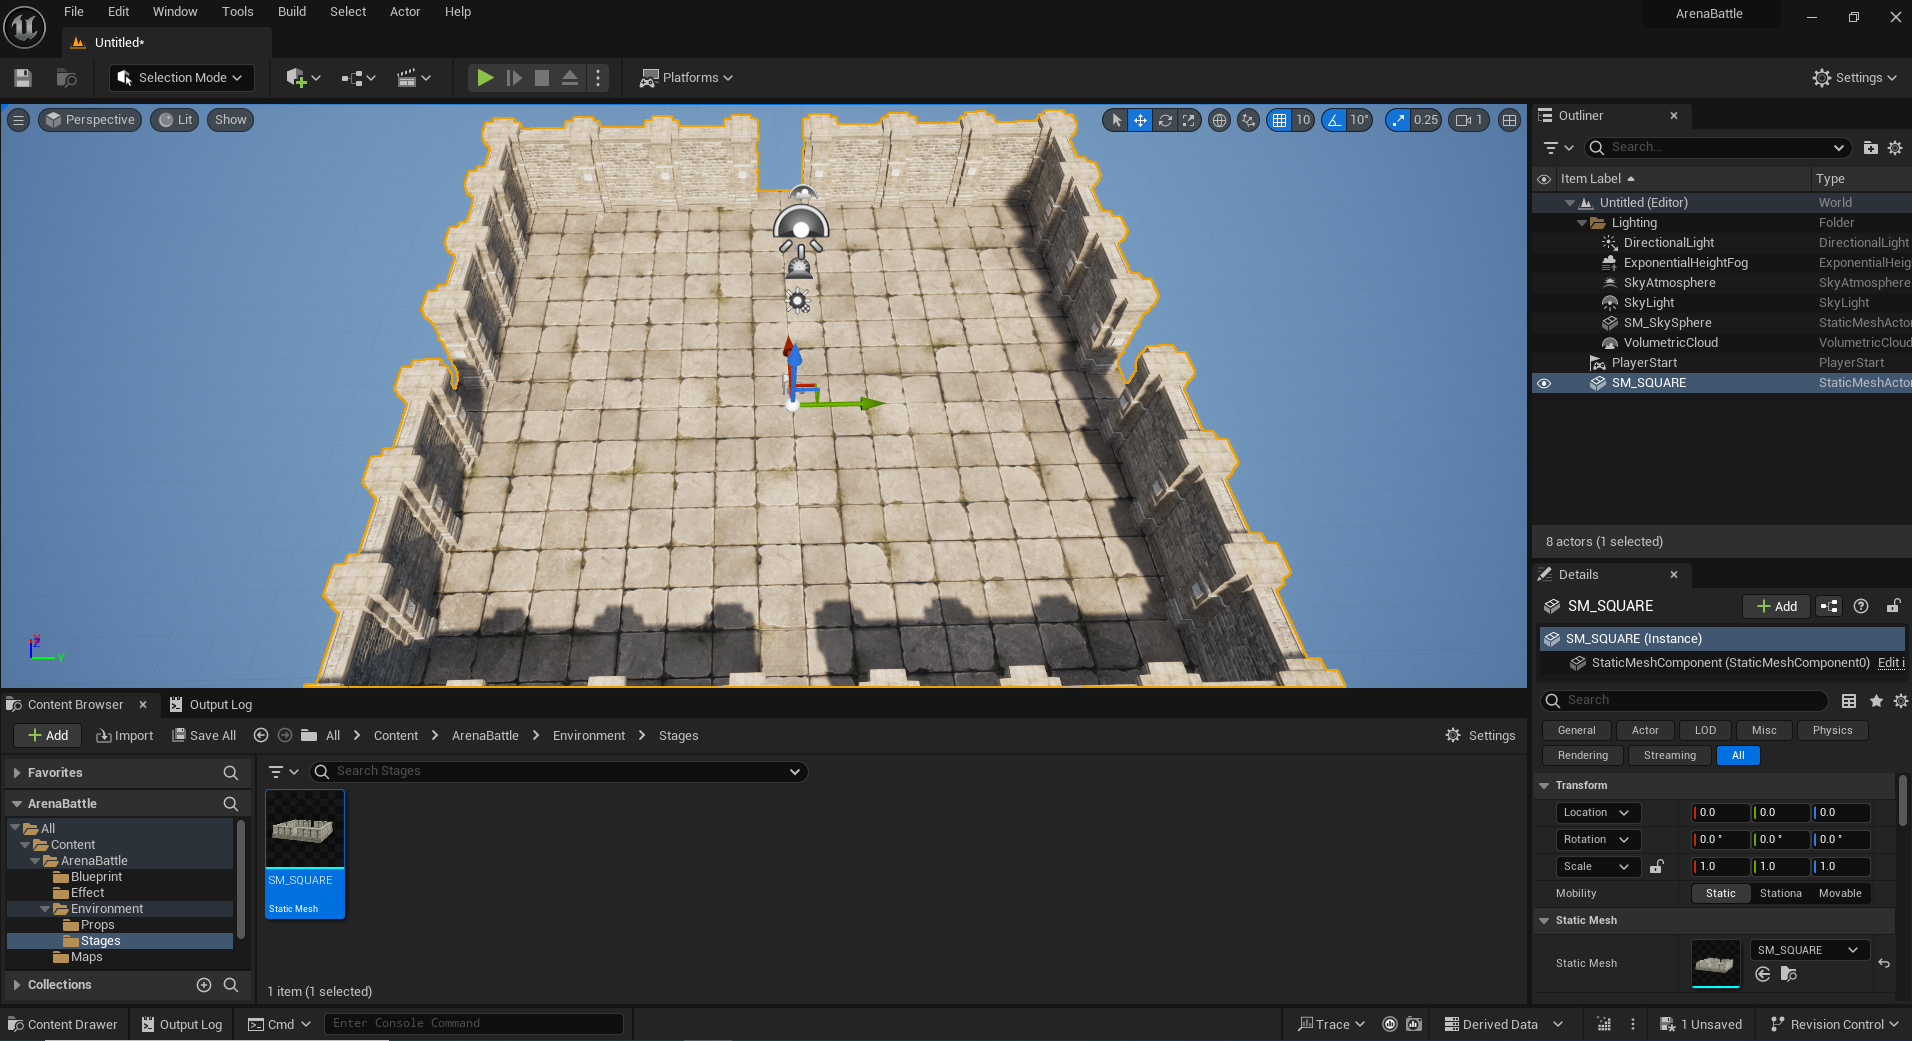 File Edit Window Tools Build Select Actor Help
ArenaBattle
Untitled*
Selection Mode
Platforms
Settings
Perspective Lit Show
10 10° 0.25 1
Outliner
Search...
Item Label Type
Untitled (Editor) World
Lighting Folder
DirectionalLight DirectionalLight
ExponentialHeightFog ExponentialHeig
SkyAtmosphere SkyAtmosphere
SkyLight SkyLight
SM_SkySphere StaticMeshActo
VolumetricCloud VolumetricCloud
PlayerStart PlayerStart
SM_SQUARE StaticMeshActo
8 actors (1 selected)
Details
SM_SQUARE
Add
SM_SQUARE (Instance)
StaticMeshComponent (StaticMeshComponent0) Edit i
Search
General Actor LOD Misc Physics
Rendering Streaming All
Transform
Location 0.0 0.0 0.0
Rotation 0.0 ° 0.0 ° 0.0 °
Scale 1.0 1.0 1.0
Mobility Static Stationa Movable
Static Mesh
Static Mesh SM_SQUARE
Z Y
Content Browser Output Log
Add Import Save All All Content ArenaBattle Environment Stages Settings
Favorites
ArenaBattle
All
Content
ArenaBattle
Blueprint
Effect
Environment
Props
Stages
Maps
Collections
Search Stages
SM_SQUARE
Static Mesh
1 item (1 selected)
Content Drawer Output Log Cmd Enter Console Command Trace Derived Data 1 Unsaved Revision Control